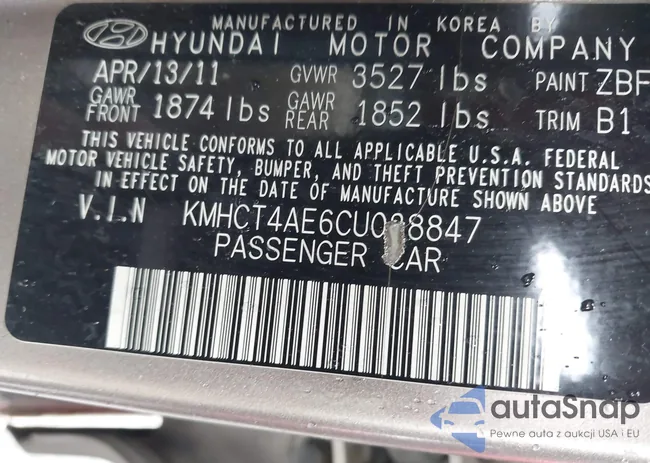 MANUFACTURED IN KOREA BY
HYUNDAI MOTOR COMPANY
APR/13/11 GVWR 3527 lbs PAINT ZBF
GAWR FRONT 1874 lbs GAWR REAR 1852 lbs TRIM B1
THIS VEHICLE CONFORMS TO ALL APPLICABLE U.S.A. FEDERAL
MOTOR VEHICLE SAFETY, BUMPER, AND THEFT PREVENTION STANDARDS
IN EFFECT ON THE DATE OF MANUFACTURE SHOWN ABOVE
V.I.N
PASSENGER CAR
autaSnap
Pewne auta z aukcji USA i EU